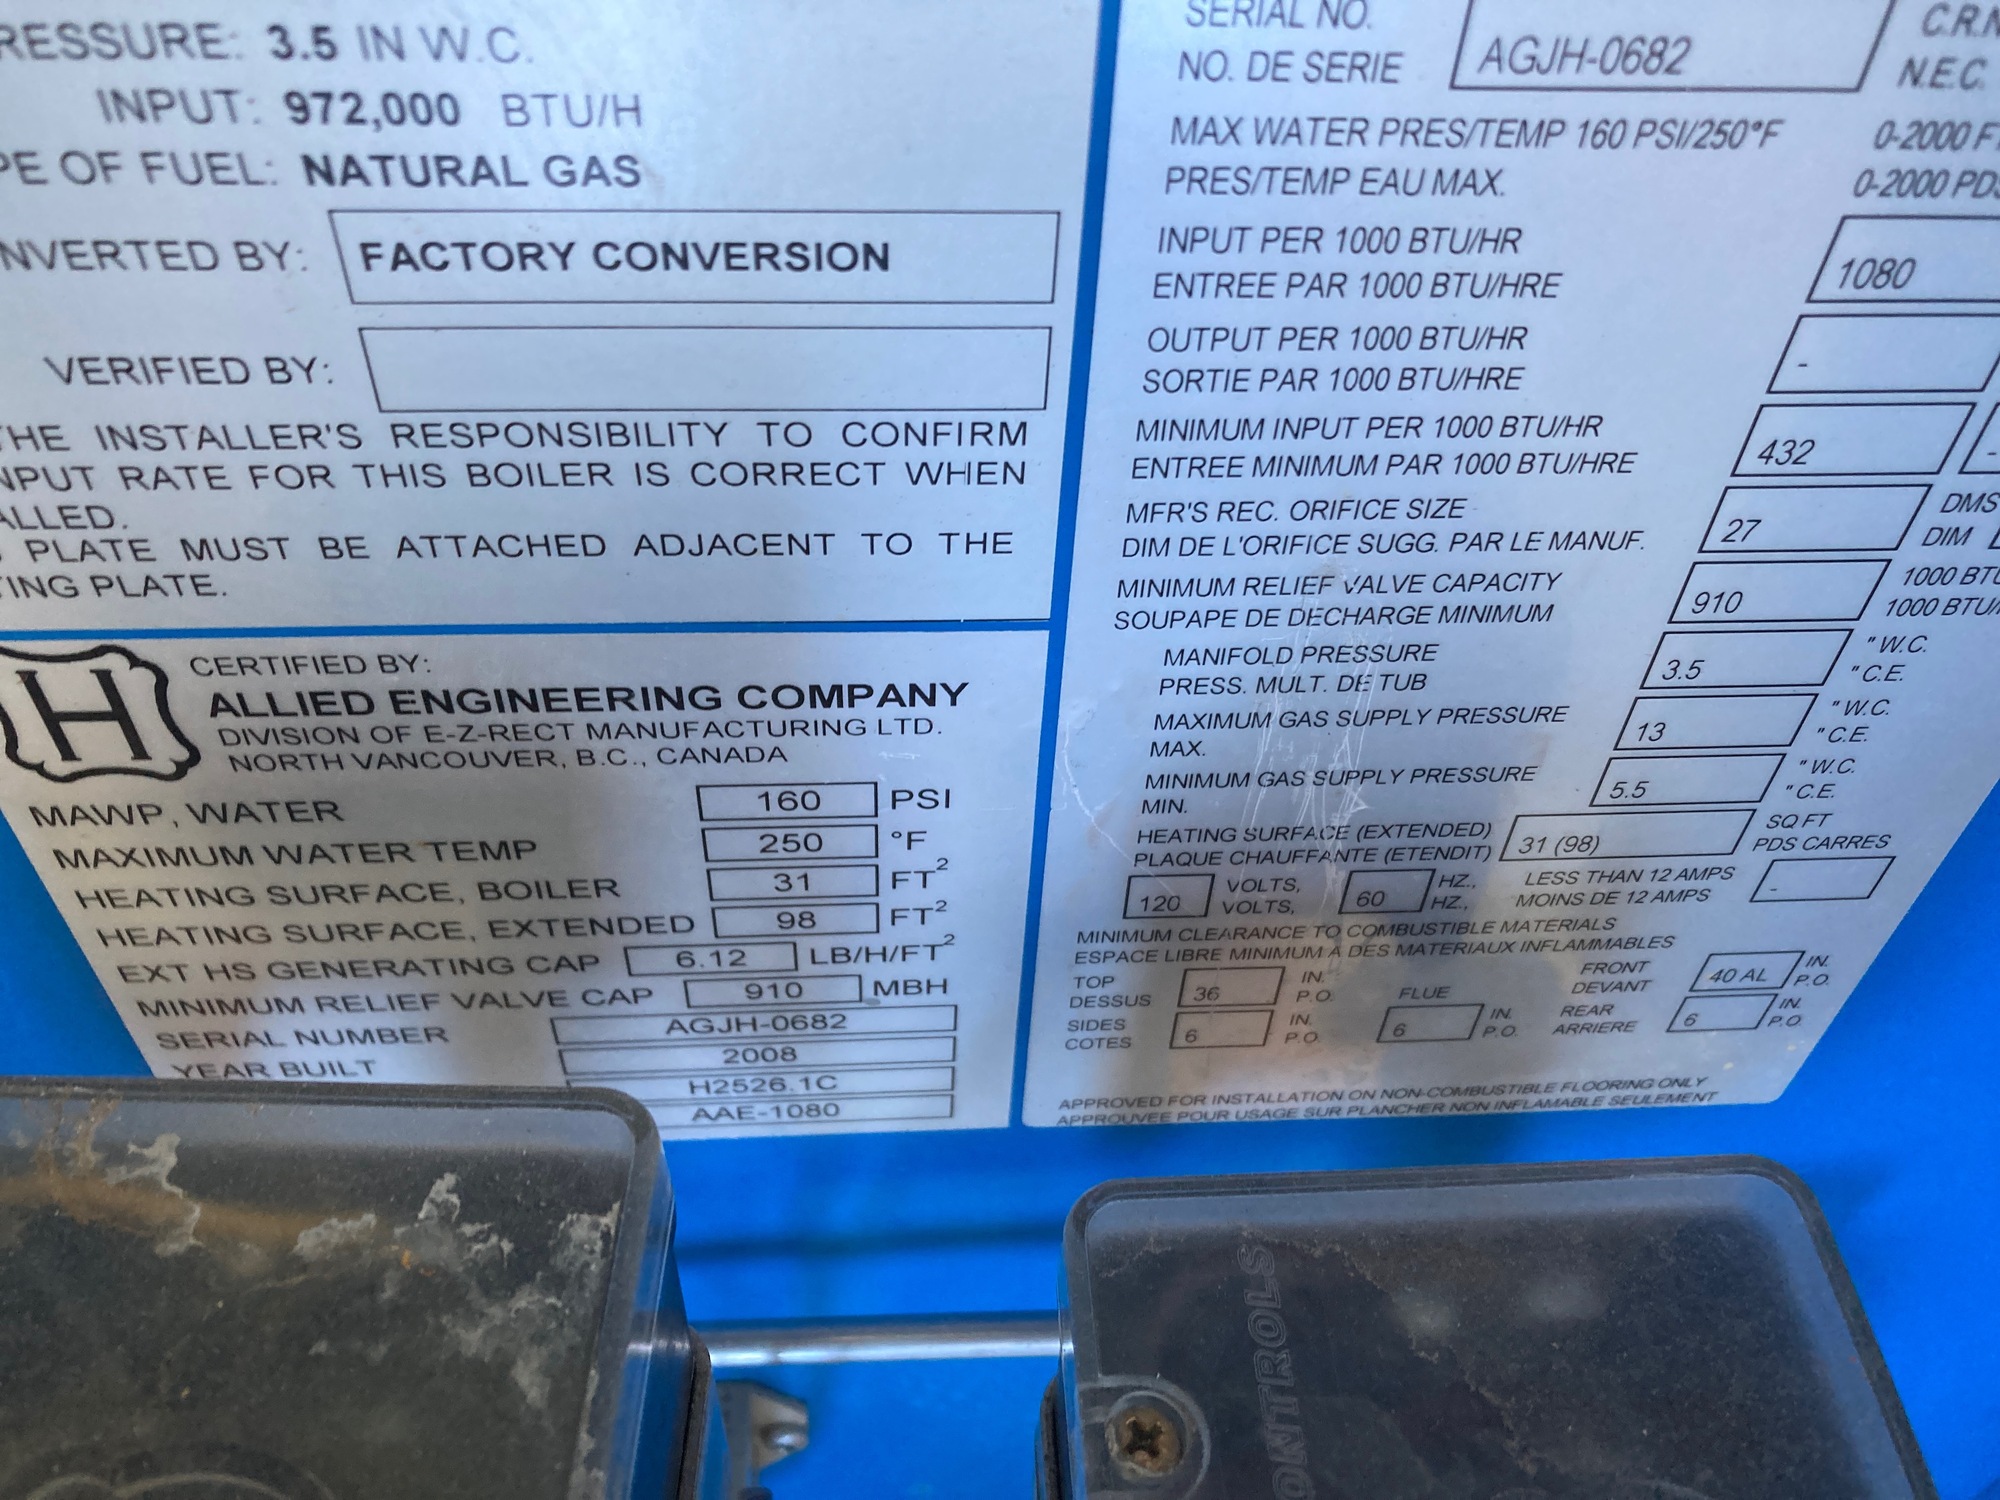 RESSURE: 3.5 IN W.C.
INPUT: 972,000 BTU/H
PE OF FUEL: NATURAL GAS
NVERTED BY: FACTORY CONVERSION
VERIFIED BY:
THE INSTALLER'S RESPONSIBILITY TO CONFIRM
NPUT RATE FOR THIS BOILER IS CORRECT WHEN
ALLED.
PLATE MUST BE ATTACHED ADJACENT TO THE
TING PLATE.
H
CERTIFIED BY:
ALLIED ENGINEERING COMPANY
DIVISION OF E-Z-RECT MANUFACTURING LTD.
NORTH VANCOUVER, B.C., CANADA
MAWP, WATER 160 PSI
MAXIMUM WATER TEMP 250 °F
HEATING SURFACE, BOILER 31 FT²
HEATING SURFACE, EXTENDED 98 FT²
EXT HS GENERATING CAP 6.12 LB/H/FT²
MINIMUM RELIEF VALVE CAP 910 MBH
SERIAL NUMBER AGJH-0682
YEAR BUILT 2008
H2526.1C
AAE-1080
SERIAL NO.
NO. DE SERIE AGJH-0682
C.R.N
N.E.C.
MAX WATER PRES/TEMP 160 PSI/250°F 0-2000 FT
PRES/TEMP EAU MAX. 0-2000 PDS
INPUT PER 1000 BTU/HR
ENTREE PAR 1000 BTU/HRE 1080
OUTPUT PER 1000 BTU/HR
SORTIE PAR 1000 BTU/HRE -
MINIMUM INPUT PER 1000 BTU/HR
ENTREE MINIMUM PAR 1000 BTU/HRE 432 -
MFR'S REC. ORIFICE SIZE 27 DMS
DIM DE L'ORIFICE SUGG. PAR LE MANUF. DIM
MINIMUM RELIEF VALVE CAPACITY 910 1000 BTU
SOUPAPE DE DECHARGE MINIMUM 1000 BTU/
MANIFOLD PRESSURE 3.5 "W.C.
PRESS. MULT. DE TUB "C.E.
MAXIMUM GAS SUPPLY PRESSURE 13 "W.C.
MAX. "C.E.
MINIMUM GAS SUPPLY PRESSURE 5.5 "W.C.
MIN. "C.E.
HEATING SURFACE (EXTENDED) 31 (98) SQ FT
PLAQUE CHAUFFANTE (ETENDIT) PDS CARRES
120 VOLTS, 60 HZ., LESS THAN 12 AMPS -
VOLTS, HZ., MOINS DE 12 AMPS
MINIMUM CLEARANCE TO COMBUSTIBLE MATERIALS
ESPACE LIBRE MINIMUM A DES MATERIAUX INFLAMMABLES
TOP 36 IN. FRONT 40 AL IN.
DESSUS P.O. FLUE DEVANT P.O.
SIDES 6 IN. 6 IN. REAR 6 IN.
COTES P.O. P.O. ARRIERE P.O.
APPROVED FOR INSTALLATION ON NON-COMBUSTIBLE FLOORING ONLY
APPROUVEE POUR USAGE SUR PLANCHER NON INFLAMABLE SEULEMENT
ONTROLS